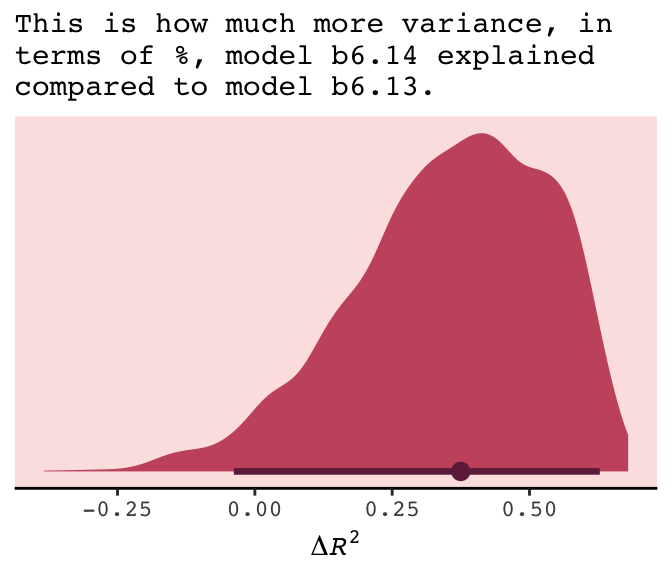 This is how much more variance, in
terms of %, model b6.14 explained
compared to model b6.13.
-0.25 0.00 0.25 0.50
ΔR²